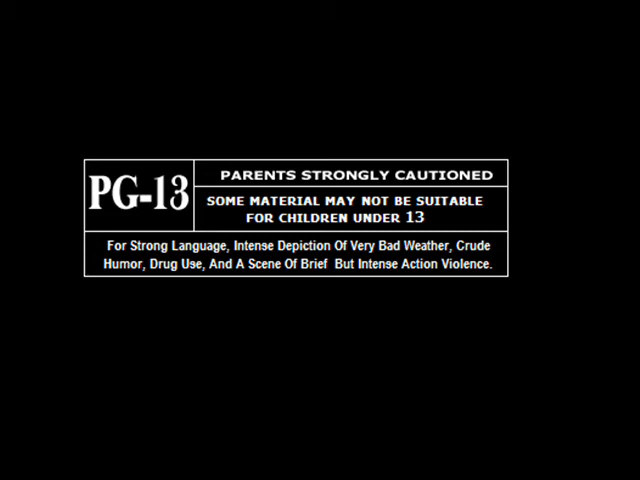 PG-13
PARENTS STRONGLY CAUTIONED
SOME MATERIAL MAY NOT BE SUITABLE
FOR CHILDREN UNDER 13
For Strong Language, Intense Depiction Of Very Bad Weather, Crude
Humor, Drug Use, And A Scene Of Brief But Intense Action Violence.